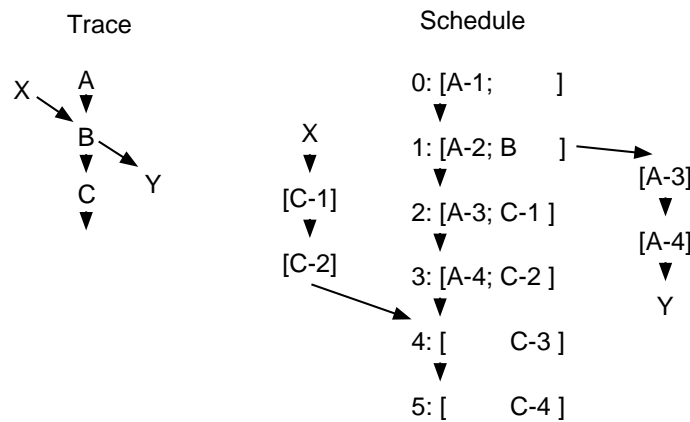 Trace
Schedule
A
X
B
C
Y
0: [A-1; ]
X
1: [A-2; B ]
[A-3]
[C-1]
2: [A-3; C-1 ]
[A-4]
[C-2]
3: [A-4; C-2 ]
Y
4: [ C-3 ]
5: [ C-4 ]